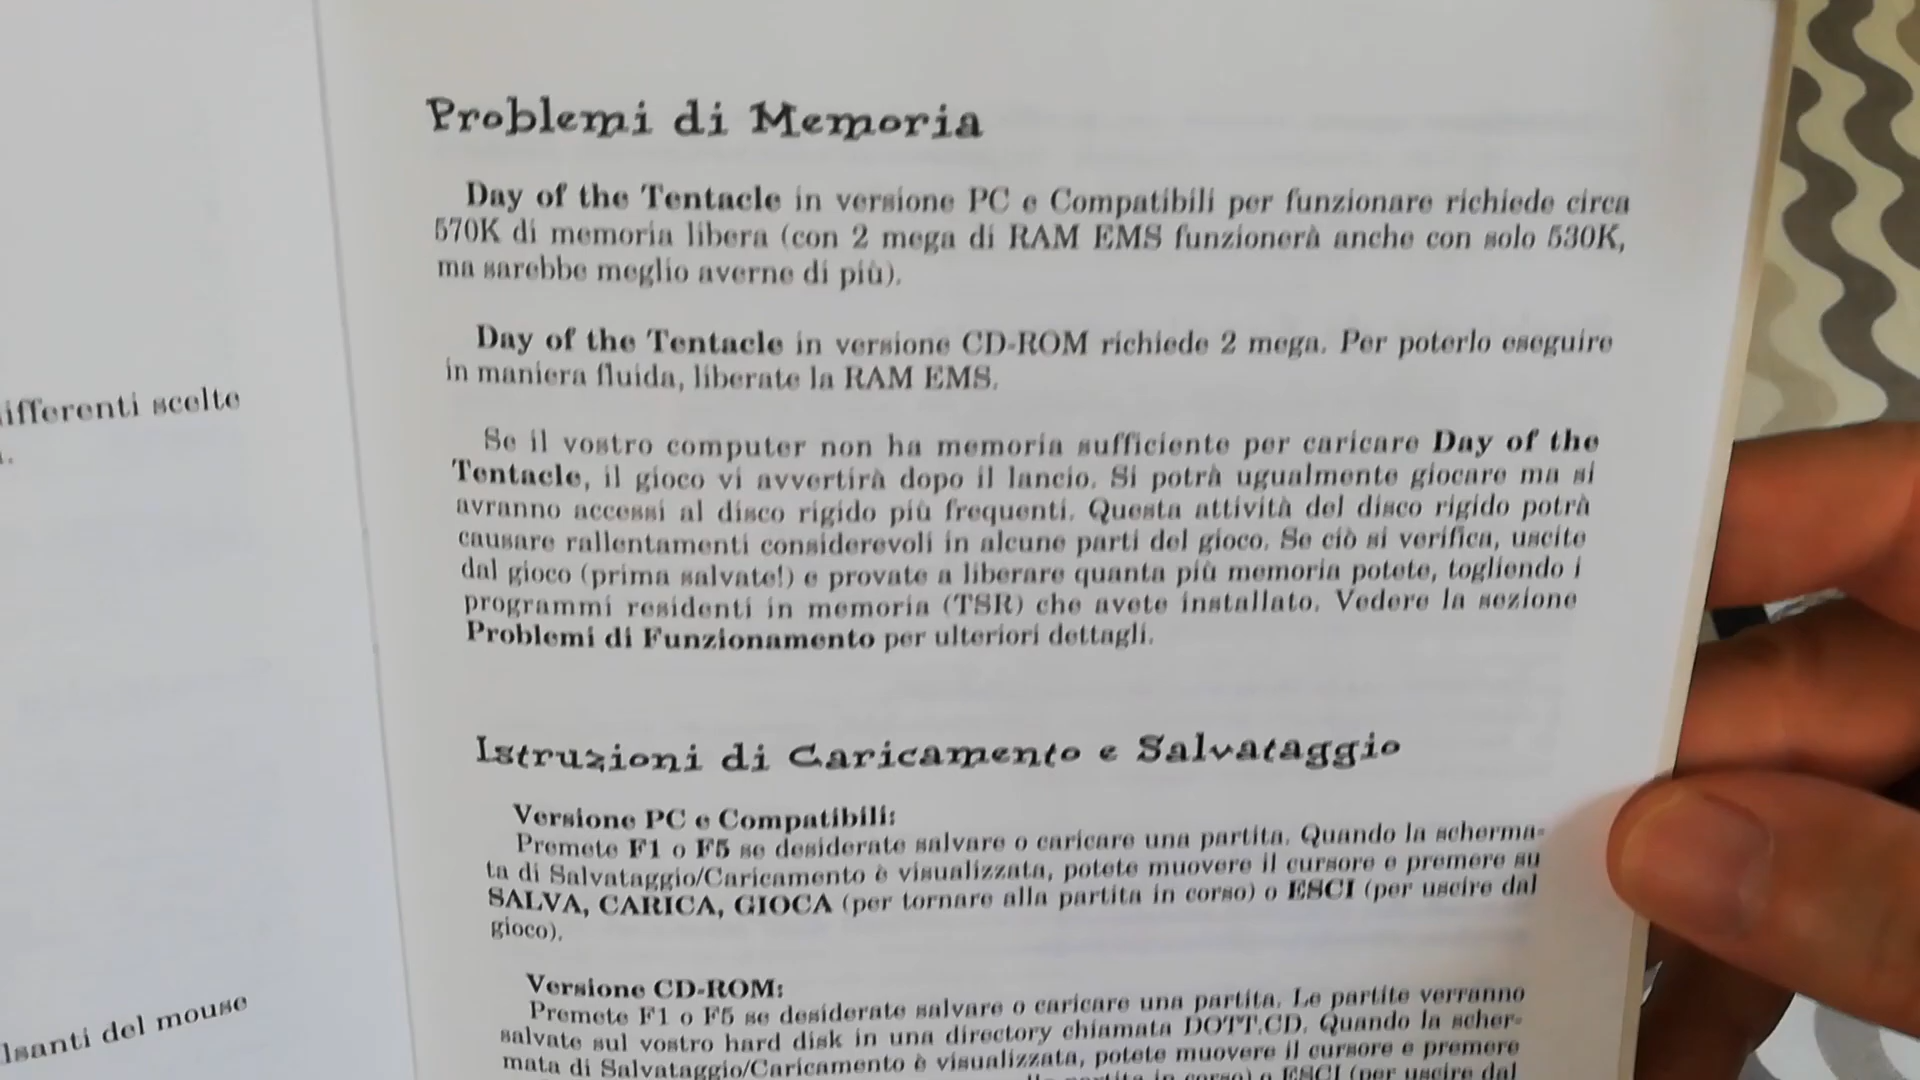 ifferenti scelte
lsanti del mouse
Problemi di Memoria
Day of the Tentacle in versione PC e Compatibili per funzionare richiede circa
570K di memoria libera (con 2 mega di RAM EMS funzionerà anche con solo 530K,
ma sarebbe meglio averne di più).
Day of the Tentacle in versione CD-ROM richiede 2 mega. Per poterlo eseguire
in maniera fluida, liberate la RAM EMS.
Se il vostro computer non ha memoria sufficiente per caricare Day of the
Tentacle, il gioco vi avvertirà dopo il lancio. Si potrà ugualmente giocare ma si
avranno accessi al disco rigido più frequenti. Questa attività del disco rigido potrà
causare rallentamenti considerevoli in alcune parti del gioco. Se ciò si verifica, uscite
dal gioco (prima salvate!) e provate a liberare quanta più memoria potete, togliendo i
programmi residenti in memoria (TSR) che avete installato. Vedere la sezione
Problemi di Funzionamento per ulteriori dettagli.
Istruzioni di Caricamento e Salvataggio
Versione PC e Compatibili:
Premete F1 o F5 se desiderate salvare o caricare una partita. Quando la scherma-
ta di Salvataggio/Caricamento è visualizzata, potete muovere il cursore e premere su
SALVA, CARICA, GIOCA (per tornare alla partita in corso) o ESCI (per uscire dal
gioco).
Versione CD-ROM:
Premete F1 o F5 se desiderate salvare o caricare una partita. Le partite verranno
salvate sul vostro hard disk in una directory chiamata DOTT.CD. Quando la scher-
mata di Salvataggio/Caricamento è visualizzata, potete muovere il cursore e premere
partita in corso) o ESCI (per uscire dal